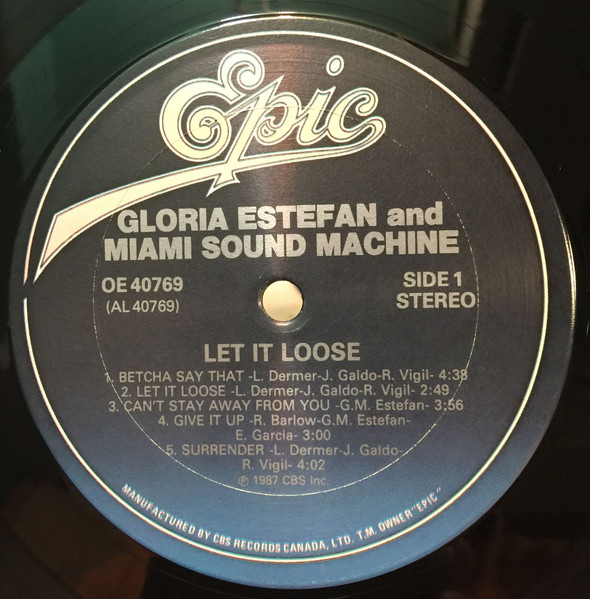 Epic
GLORIA ESTEFAN and
MIAMI SOUND MACHINE
OE 40769
(AL 40769)
SIDE 1
STEREO
LET IT LOOSE
1. BETCHA SAY THAT -L. Dermer-J. Galdo-R. Vigil- 4:38
2. LET IT LOOSE -L. Dermer-J. Galdo-R. Vigil- 2:49
3. CAN'T STAY AWAY FROM YOU -G.M. Estefan- 3:56
4. GIVE IT UP -R. Barlow-G.M. Estefan-
E. Garcia- 3:00
5. SURRENDER -L. Dermer-J. Galdo-
R. Vigil- 4:02
℗ 1987 CBS Inc.
MANUFACTURED BY CBS RECORDS CANADA, LTD. T.M. OWNER "EPIC"